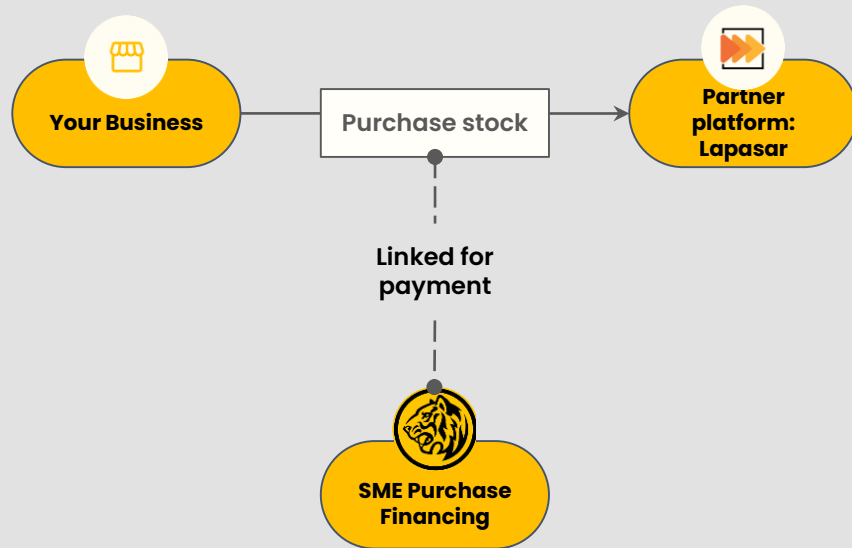 Your Business
Purchase stock
Partner
platform:
Lapasar
Linked for
payment
SME Purchase
Financing